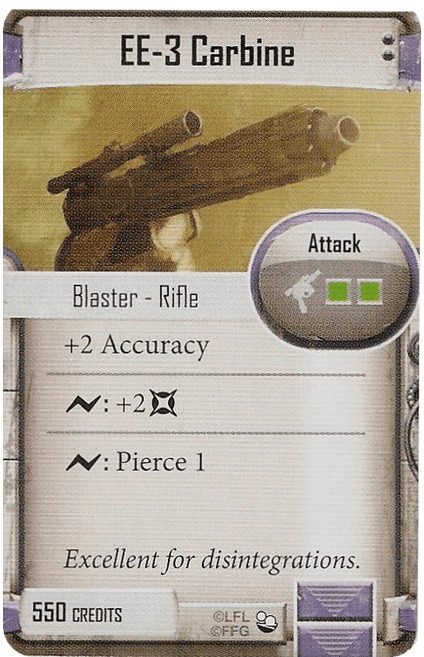 EE-3 Carbine
Attack
Blaster - Rifle
+2 Accuracy
: +2
: Pierce 1
Excellent for disintegrations.
550 CREDITS
©LFL
©FFG